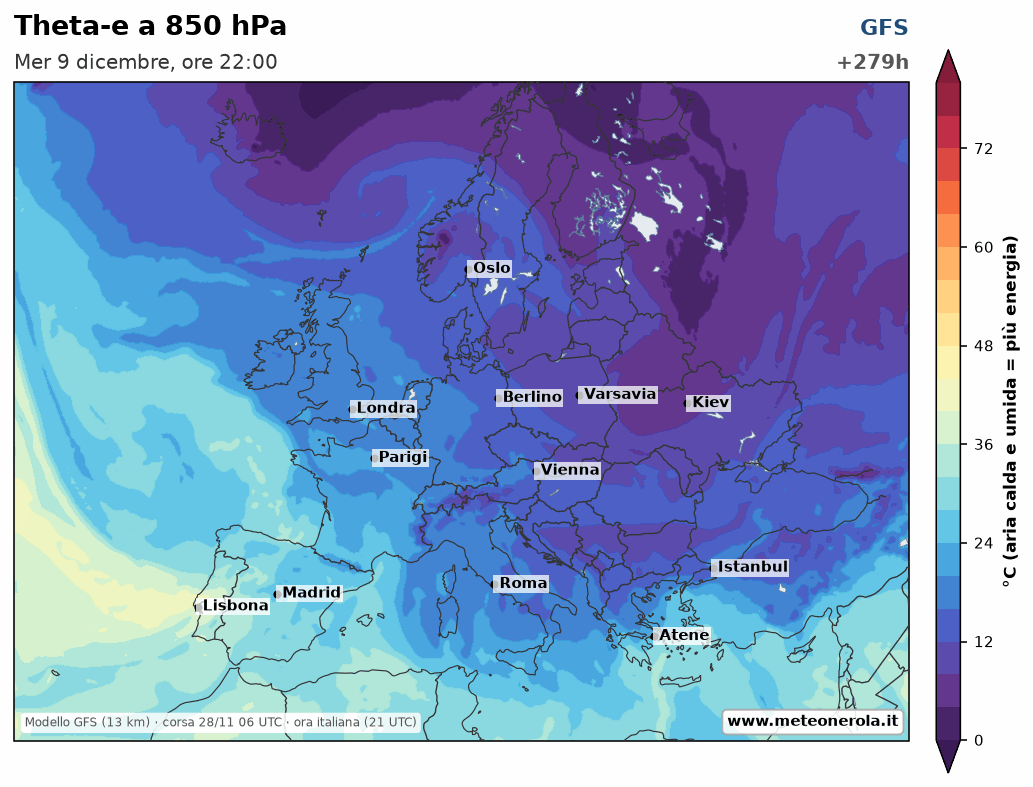 Theta-e a 850 hPa
GFS
Mer 9 dicembre, ore 22:00
+279h
72
60
48
36
24
12
0
°C (aria calda e umida = più energia)
Oslo
Berlino
Varsavia
Kiev
Londra
Parigi
Vienna
Istanbul
Roma
Madrid
Lisbona
Atene
Modello GFS (13 km) · corsa 28/11 06 UTC · ora italiana (21 UTC)
www.meteonerola.it